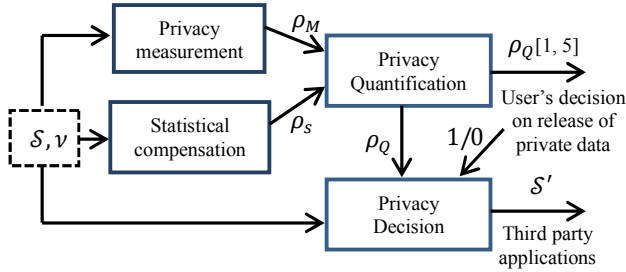 Privacy
measurement
ρ_M
Privacy
Quantification
ρ_Q[1, 5]
𝒮, ν
Statistical
compensation
ρ_s
User's decision
on release of
private data
ρ_Q
1/0
Privacy
Decision
𝒮′
Third party
applications